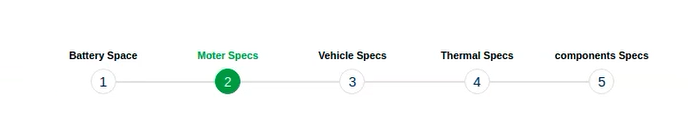 Battery Space Moter Specs Vehicle Specs Thermal Specs components Specs
1 2 3 4 5